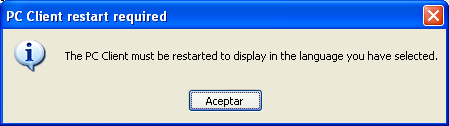 PC Client restart required
The PC Client must be restarted to display in the language you have selected.
Aceptar